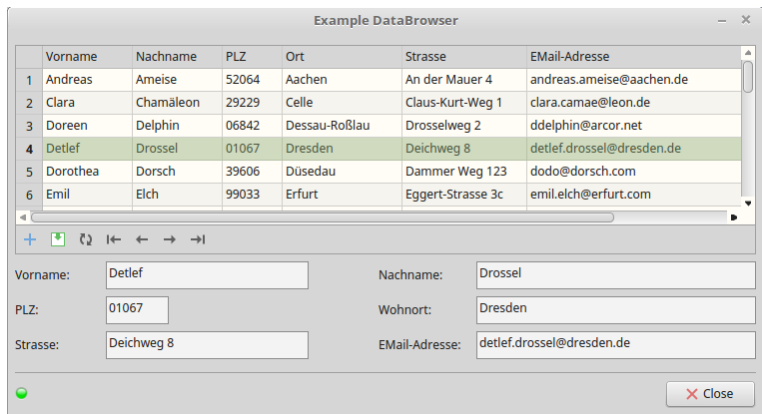 Example DataBrowser
Vorname Nachname PLZ Ort Strasse EMail-Adresse
1 Andreas Ameise 52064 Aachen An der Mauer 4 andreas.ameise@aachen.de
2 Clara Chamäleon 29229 Celle Claus-Kurt-Weg 1 clara.camae@leon.de
3 Doreen Delphin 06842 Dessau-Roßlau Drosselweg 2 ddelphin@arcor.net
4 Detlef Drossel 01067 Dresden Deichweg 8 detlef.drossel@dresden.de
5 Dorothea Dorsch 39606 Düsedau Dammer Weg 123 dodo@dorsch.com
6 Emil Elch 99033 Erfurt Eggert-Strasse 3c emil.elch@erfurt.com
Vorname: Detlef Nachname: Drossel
PLZ: 01067 Wohnort: Dresden
Strasse: Deichweg 8 EMail-Adresse: detlef.drossel@dresden.de
Close